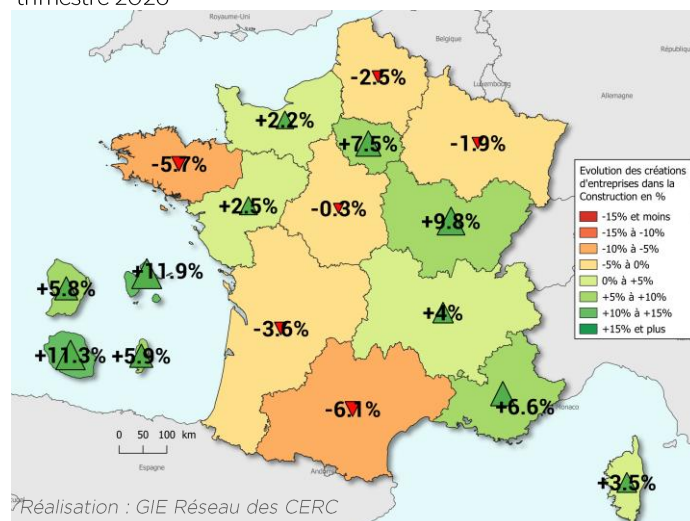 trimestre 2026
Royaume-Uni
Belgique
Luxembourg
Allemagne
-2.5%
+2.2%
+7.5%
-1.9%
-5.7%
+2.5%
-0.3%
+9.8%
+5.8%
+11.9%
+11.3%
+5.9%
-3.6%
+4%
-6.1%
+6.6%
+3.5%
Monaco
Evolution des créations
d'entreprises dans la
Construction en %
-15% et moins
-15% à -10%
-10% à -5%
-5% à 0%
0% à +5%
+5% à +10%
+10% à +15%
+15% et plus
0 50 100 km
Espagne
Réalisation : GIE Réseau des CERC